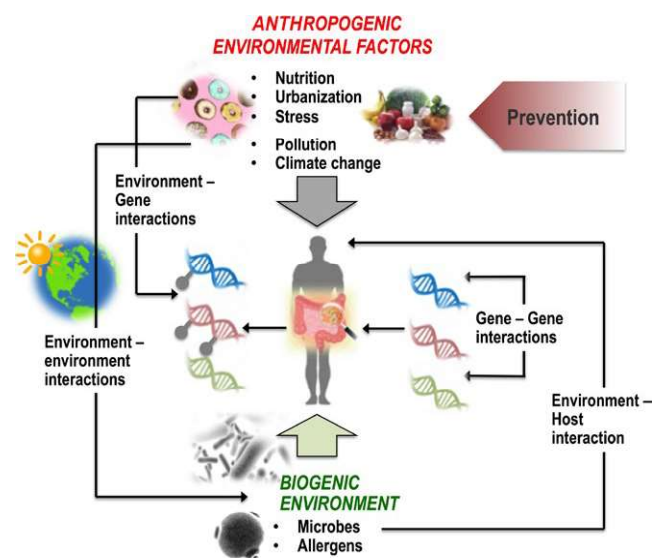 ANTHROPOGENIC
ENVIRONMENTAL FACTORS
• Nutrition
• Urbanization
• Stress
• Pollution
• Climate change
Prevention
Environment –
Gene
interactions
Gene – Gene
interactions
Environment –
environment
interactions
Environment –
Host
interaction
BIOGENIC
ENVIRONMENT
• Microbes
• Allergens